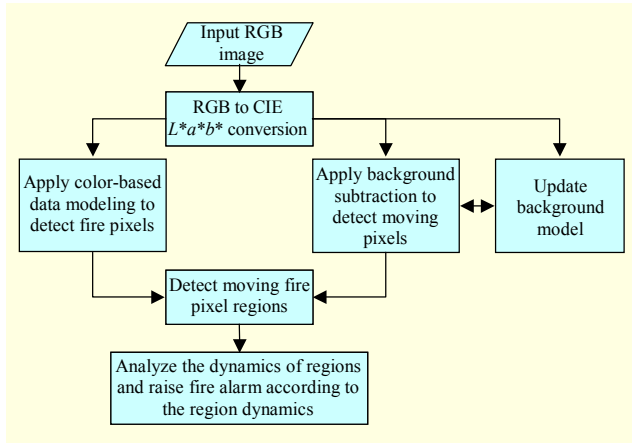 Input RGB
image
RGB to CIE
L*a*b* conversion
Apply color-based
data modeling to
detect fire pixels
Apply background
subtraction to
detect moving
pixels
Update
background
model
Detect moving fire
pixel regions
Analyze the dynamics of regions
and raise fire alarm according to
the region dynamics